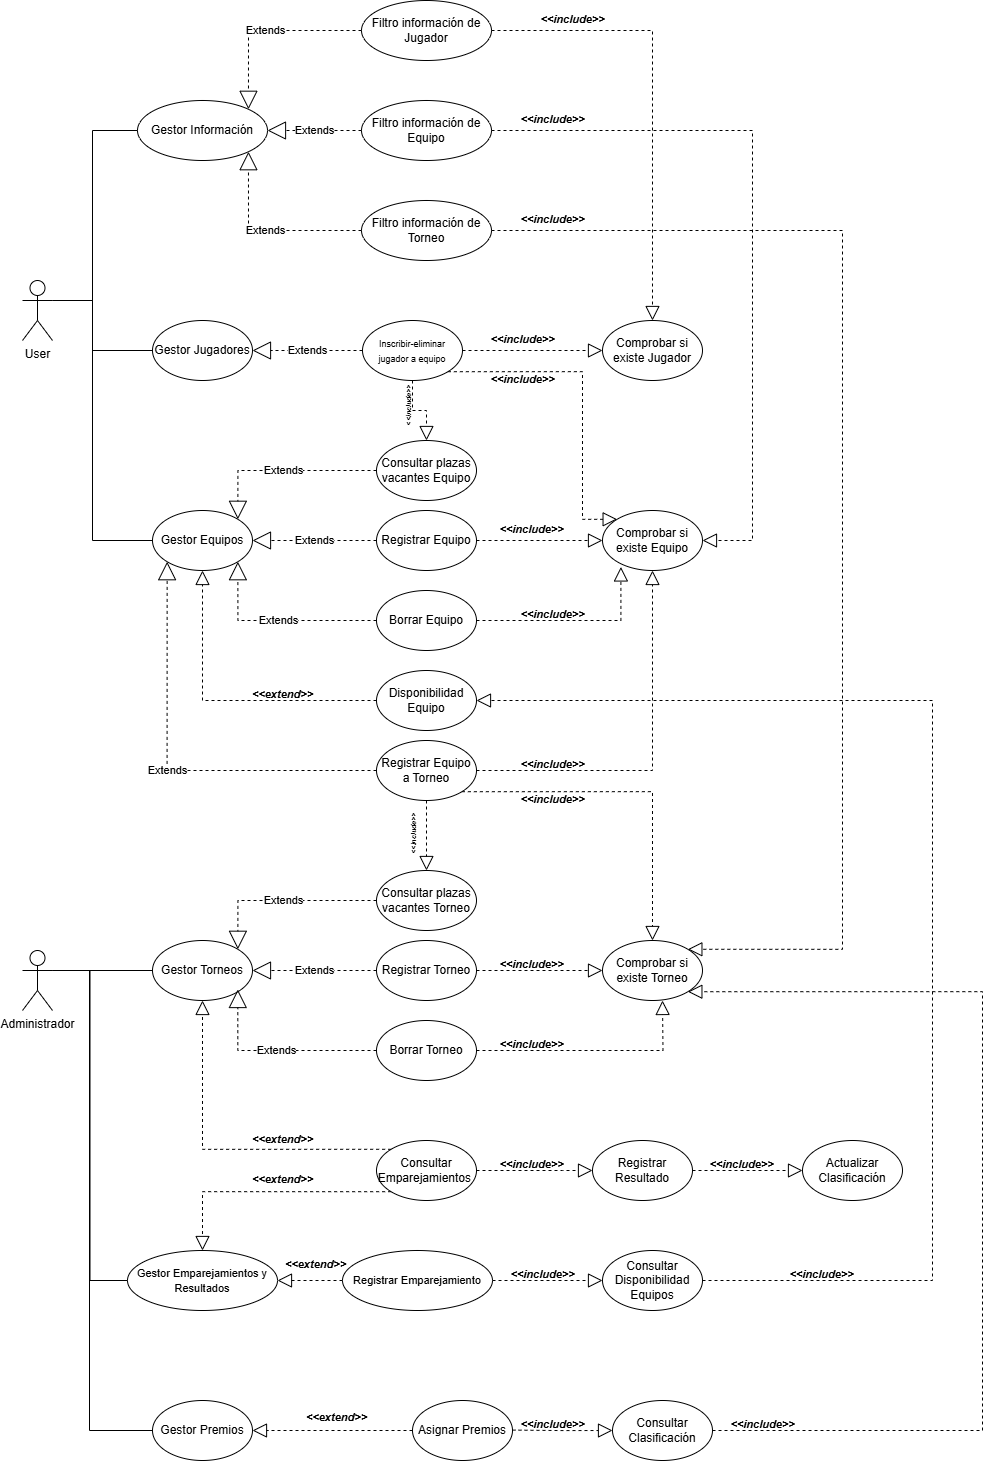 <<include>>
Filtro información de
Jugador
Extends
<<include>>
Filtro información de
Equipo
Gestor Información
Extends
<<include>>
Filtro información de
Torneo
Extends
User
<<include>>
Inscribir-eliminar
jugador a equipo
Gestor Jugadores
Extends
Comprobar si
existe Jugador
<<include>>
<<include>>
Consultar plazas
vacantes Equipo
Extends
<<include>>
Gestor Equipos
Extends
Registrar Equipo
Comprobar si
existe Equipo
<<include>>
Extends
Borrar Equipo
<<extend>>
Disponibilidad
Equipo
<<include>>
Extends
Registrar Equipo
a Torneo
<<include>>
<<include>>
Consultar plazas
vacantes Torneo
Extends
<<include>>
Gestor Torneos
Extends
Registrar Torneo
Comprobar si
existe Torneo
Administrador
<<include>>
Extends
Borrar Torneo
<<extend>>
Consultar
Emparejamientos
<<include>>
Registrar
Resultado
<<include>>
Actualizar
Clasificación
<<extend>>
Gestor Emparejamientos y
Resultados
<<extend>>
Registrar Emparejamiento
<<include>>
Consultar
Disponibilidad
Equipos
<<include>>
Gestor Premios
<<extend>>
Asignar Premios
<<include>>
Consultar
Clasificación
<<include>>